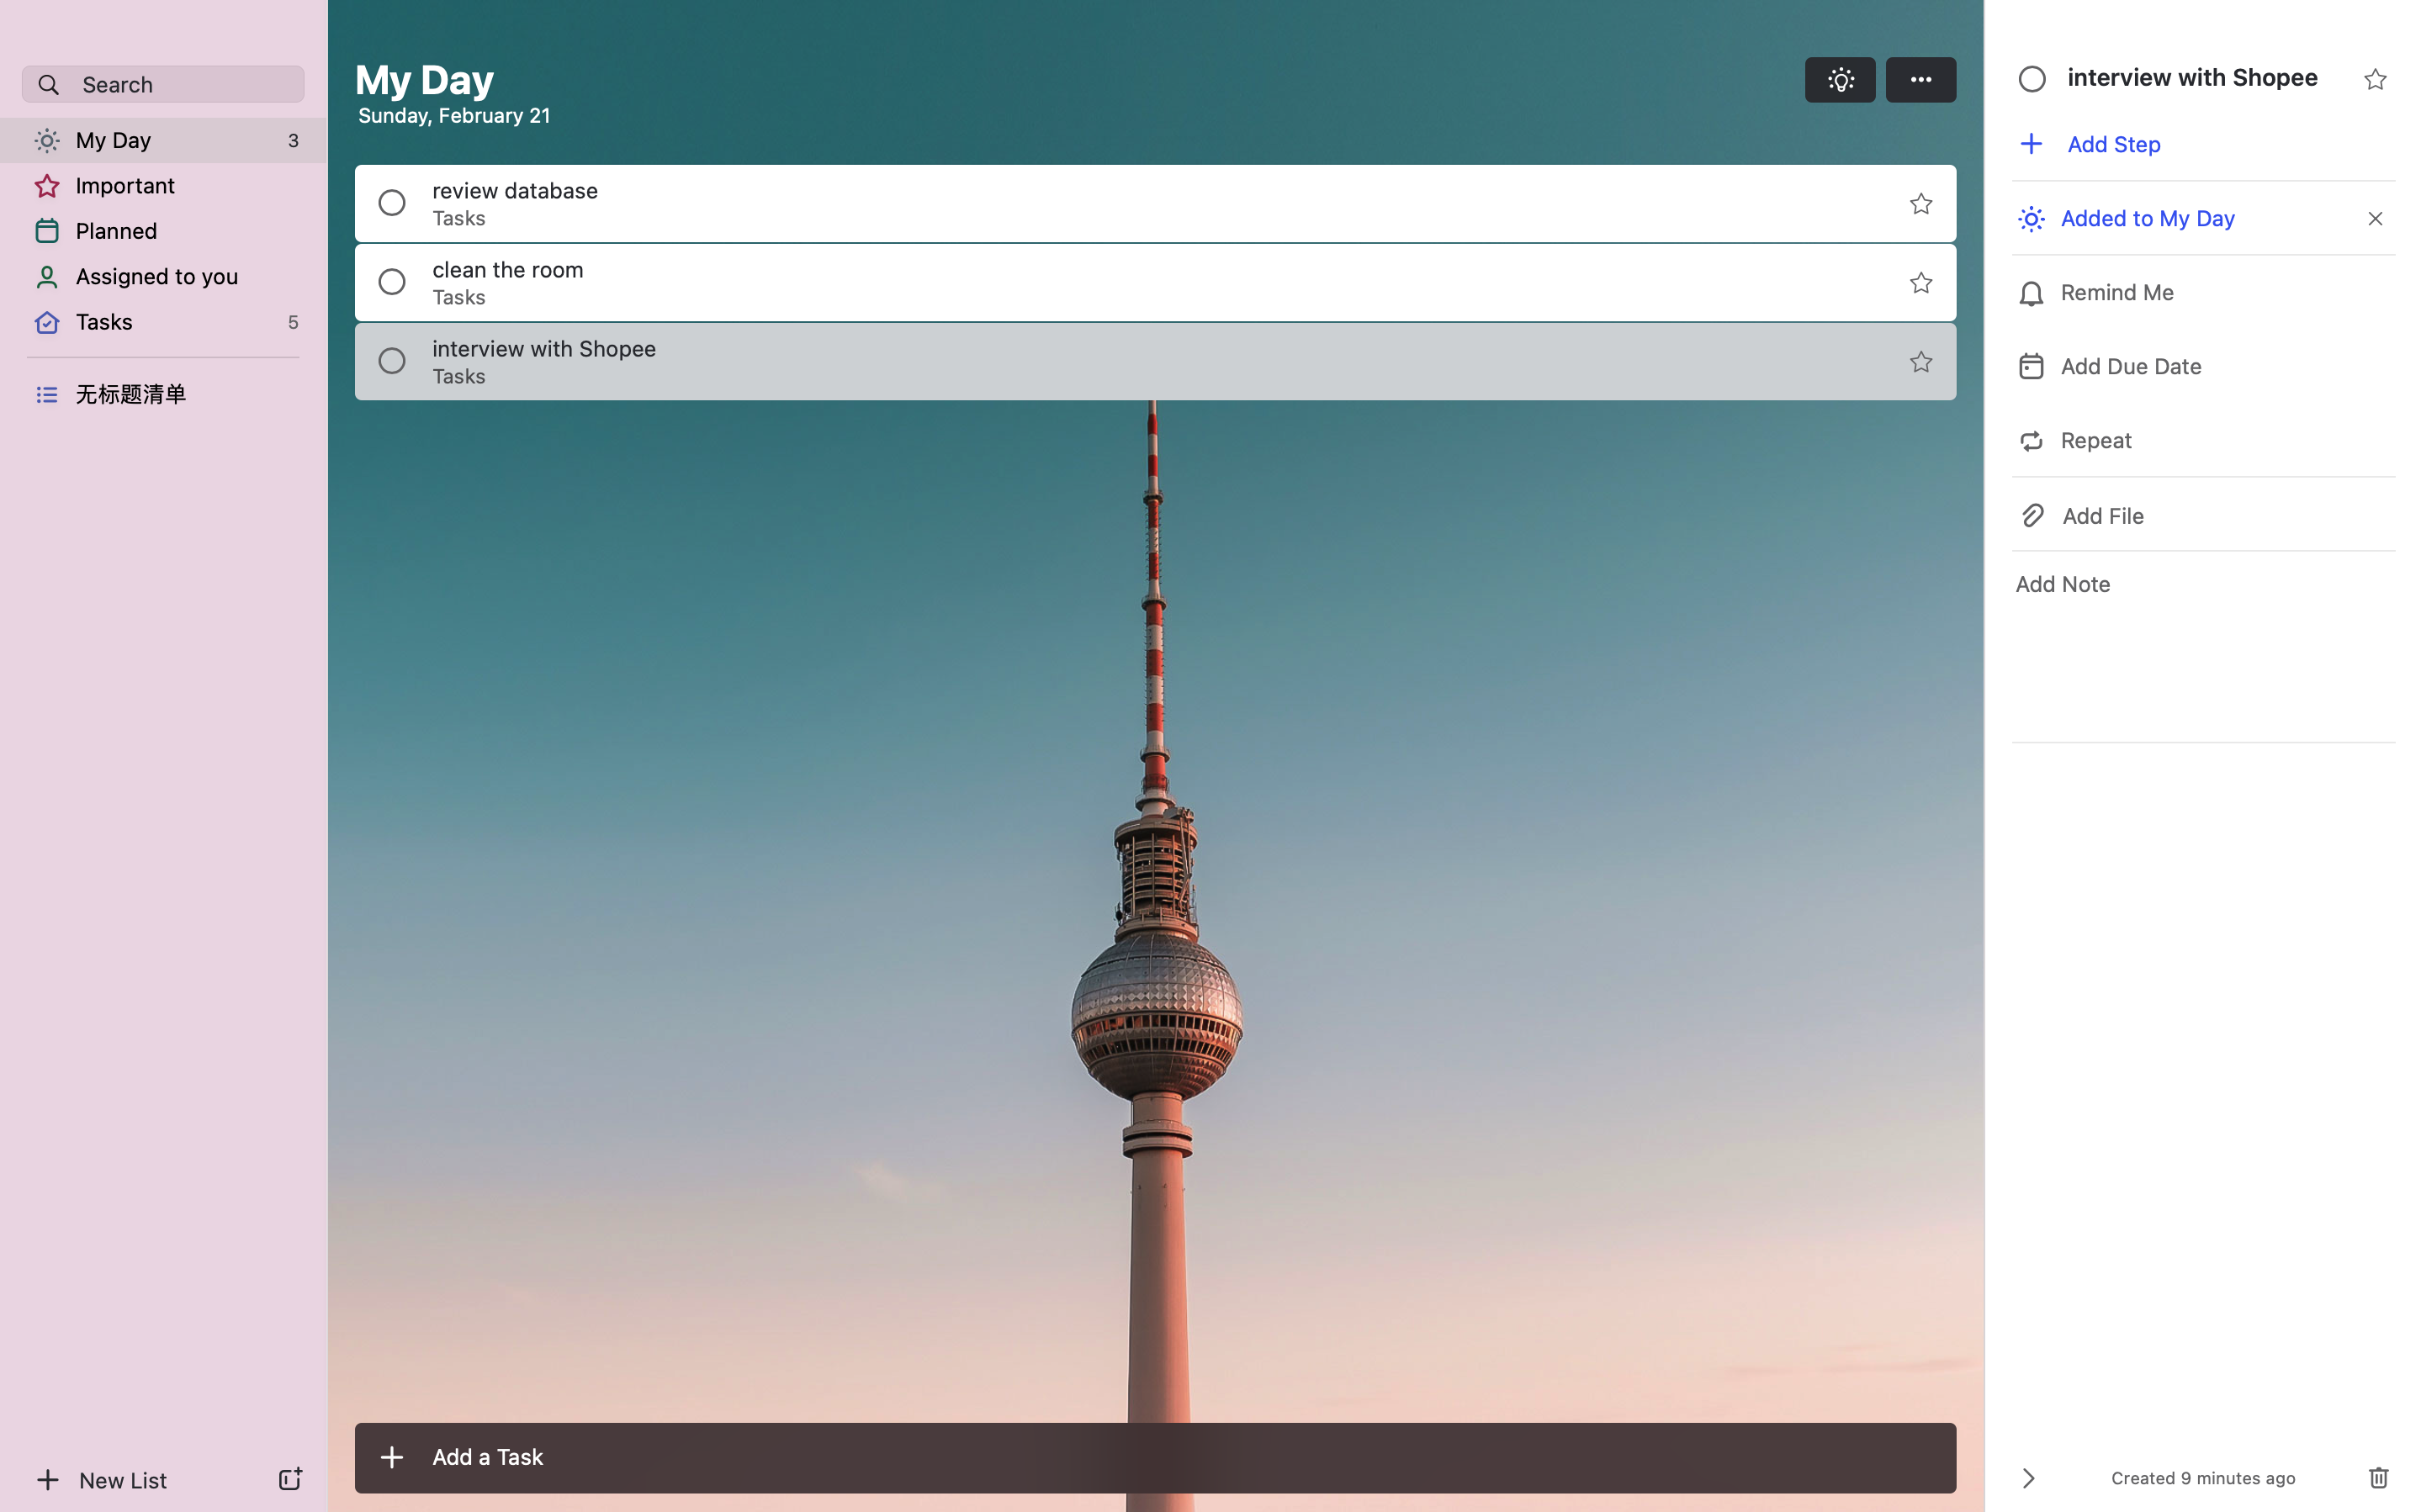 Search
My Day 3
Important
Planned
Assigned to you
Tasks 5
无标题清单
New List
My Day
Sunday, February 21
review database
Tasks
clean the room
Tasks
interview with Shopee
Tasks
Add a Task
interview with Shopee
Add Step
Added to My Day
Remind Me
Add Due Date
Repeat
Add File
Add Note
Created 9 minutes ago